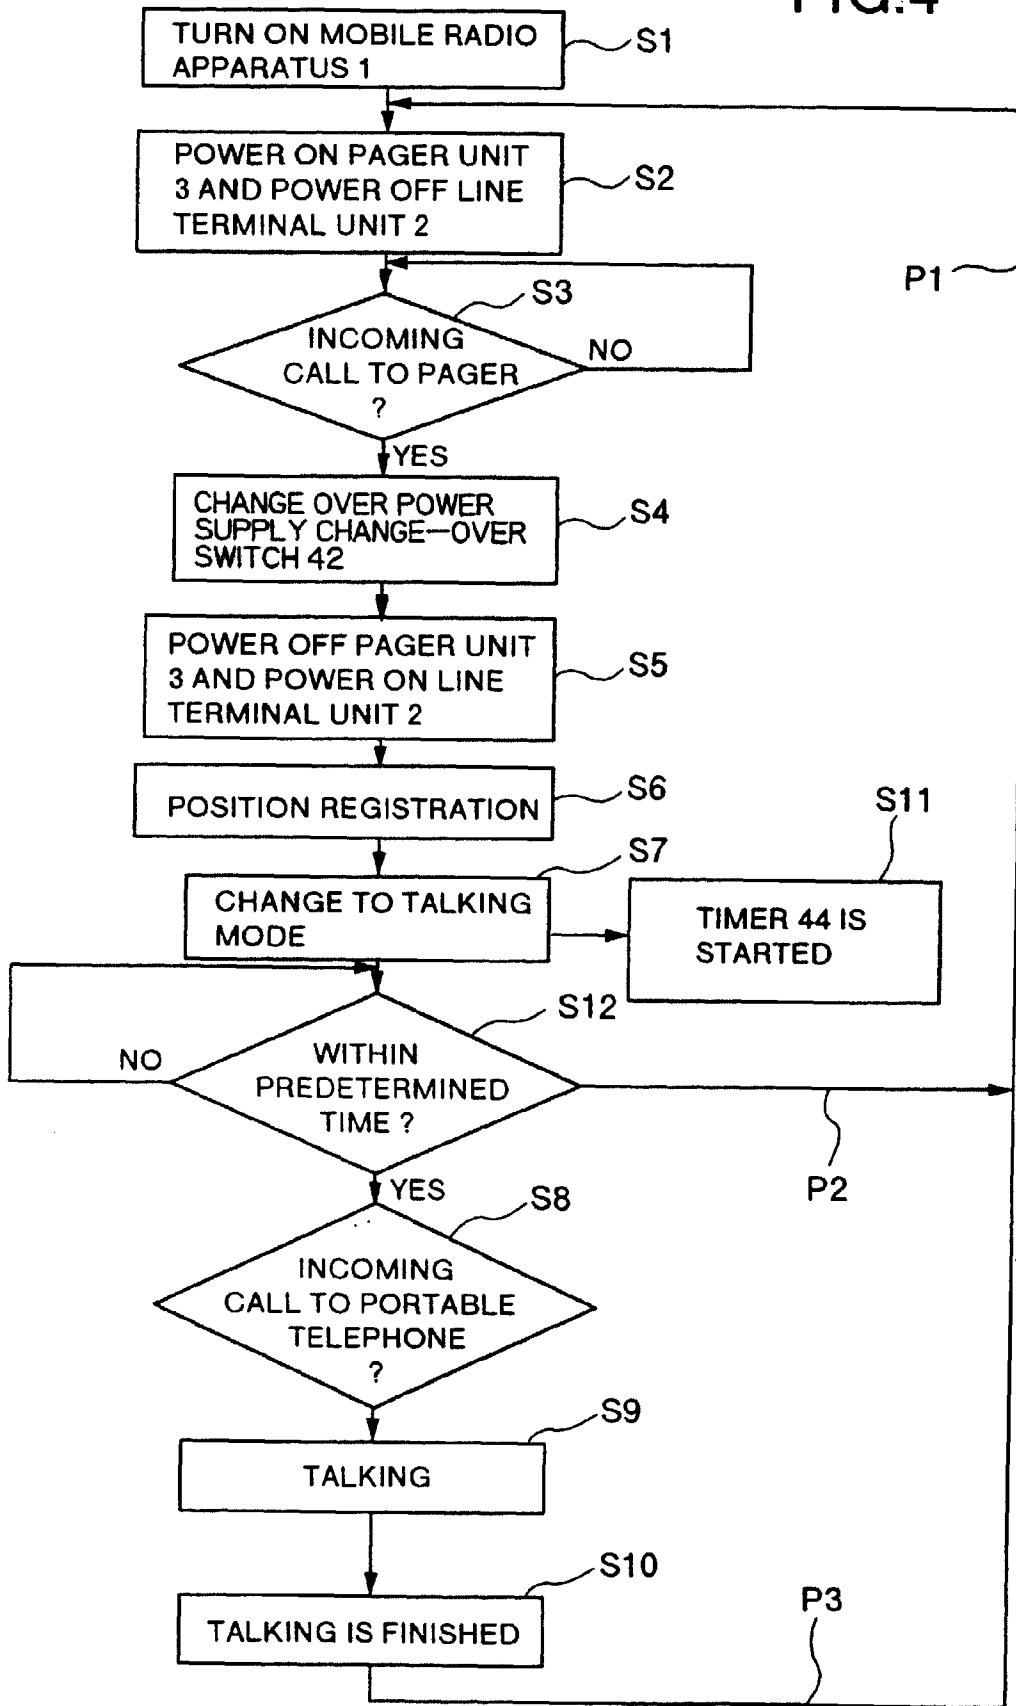 FIG.4
TURN ON MOBILE RADIO
APPARATUS 1
S1
POWER ON PAGER UNIT
3 AND POWER OFF LINE
TERMINAL UNIT 2
S2
P1
S3
INCOMING
CALL TO PAGER
?
NO
YES
CHANGE OVER POWER
SUPPLY CHANGE-OVER
SWITCH 42
S4
POWER OFF PAGER UNIT
3 AND POWER ON LINE
TERMINAL UNIT 2
S5
POSITION REGISTRATION
S6
S7
CHANGE TO TALKING
MODE
S11
TIMER 44 IS
STARTED
S12
NO
WITHIN
PREDETERMINED
TIME ?
P2
YES
S8
INCOMING
CALL TO PORTABLE
TELEPHONE
?
S9
TALKING
S10
TALKING IS FINISHED
P3